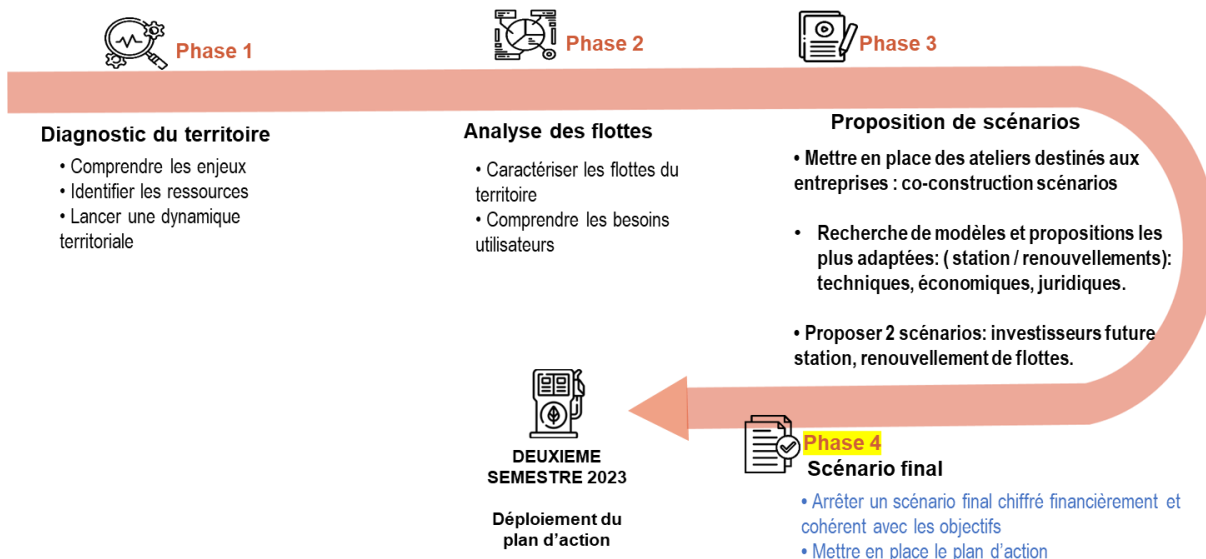 Phase 1
Diagnostic du territoire
• Comprendre les enjeux
• Identifier les ressources
• Lancer une dynamique
territoriale
Phase 2
Analyse des flottes
• Caractériser les flottes du
territoire
• Comprendre les besoins
utilisateurs
Phase 3
Proposition de scénarios
• Mettre en place des ateliers destinés aux
entreprises : co-construction scénarios
• Recherche de modèles et propositions les
plus adaptées: ( station / renouvellements):
techniques, économiques, juridiques.
• Proposer 2 scénarios: investisseurs future
station, renouvellement de flottes.
Phase 4
Scénario final
• Arrêter un scénario final chiffré financièrement et
cohérent avec les objectifs
• Mettre en place le plan d'action
DEUXIEME
SEMESTRE 2023
Déploiement du
plan d'action